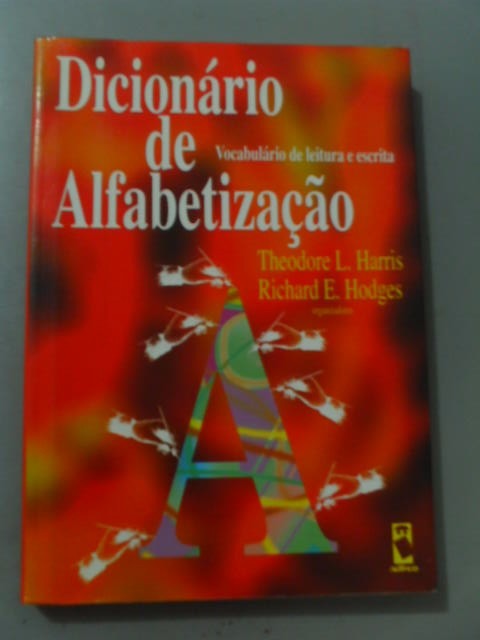 Dicionário
de
Vocabulário de leitura e escrita
Alfabetização
Theodore L. Harris
Richard E. Hodges